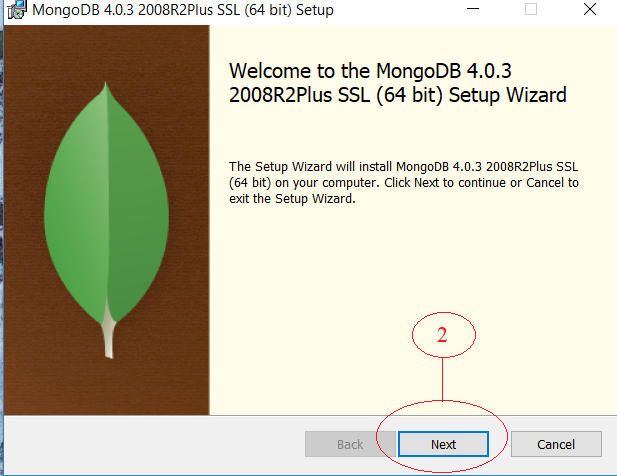 MongoDB 4.0.3 2008R2Plus SSL (64 bit) Setup
Welcome to the MongoDB 4.0.3
2008R2Plus SSL (64 bit) Setup Wizard
The Setup Wizard will install MongoDB 4.0.3 2008R2Plus SSL
(64 bit) on your computer. Click Next to continue or Cancel to
exit the Setup Wizard.
2
Back Next Cancel